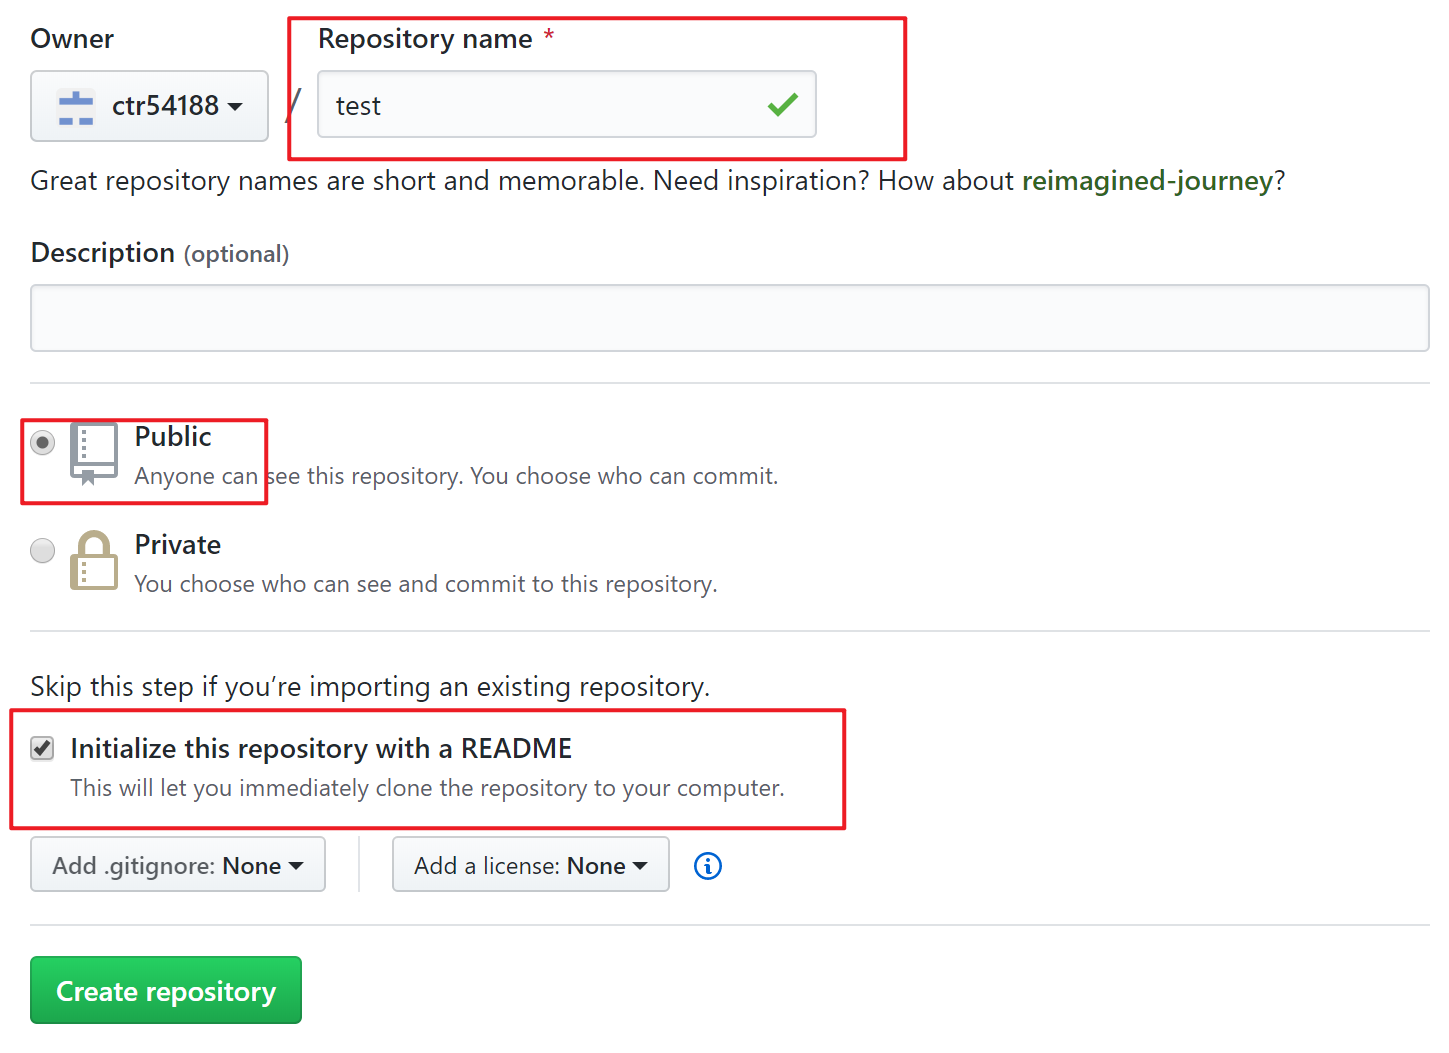 Owner
Repository name *
ctr54188 / test
Great repository names are short and memorable. Need inspiration? How about reimagined-journey?
Description (optional)
Public
Anyone can see this repository. You choose who can commit.
Private
You choose who can see and commit to this repository.
Skip this step if you’re importing an existing repository.
Initialize this repository with a README
This will let you immediately clone the repository to your computer.
Add .gitignore: None
Add a license: None
Create repository